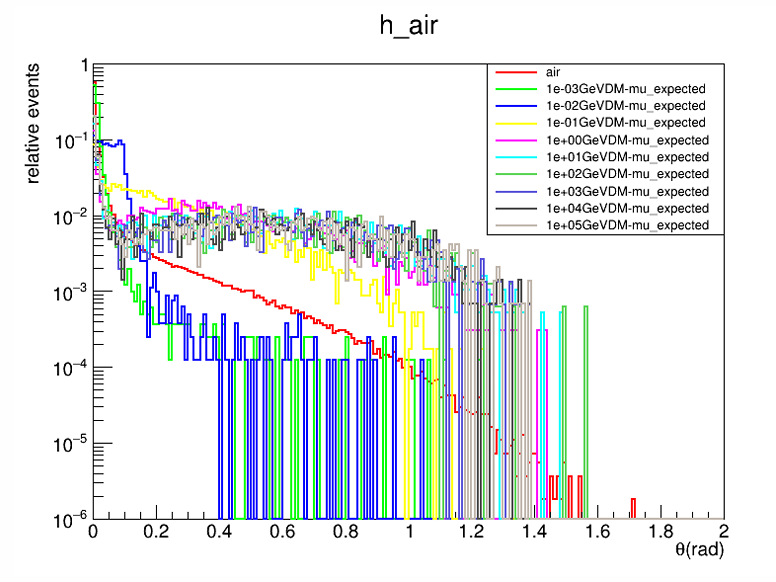 h_air
relative events
1
10−1
10−2
10−3
10−4
10−5
10−6
air
1e-03GeVDM-mu_expected
1e-02GeVDM-mu_expected
1e-01GeVDM-mu_expected
1e+00GeVDM-mu_expected
1e+01GeVDM-mu_expected
1e+02GeVDM-mu_expected
1e+03GeVDM-mu_expected
1e+04GeVDM-mu_expected
1e+05GeVDM-mu_expected
0 0.2 0.4 0.6 0.8 1 1.2 1.4 1.6 1.8 2
θ(rad)